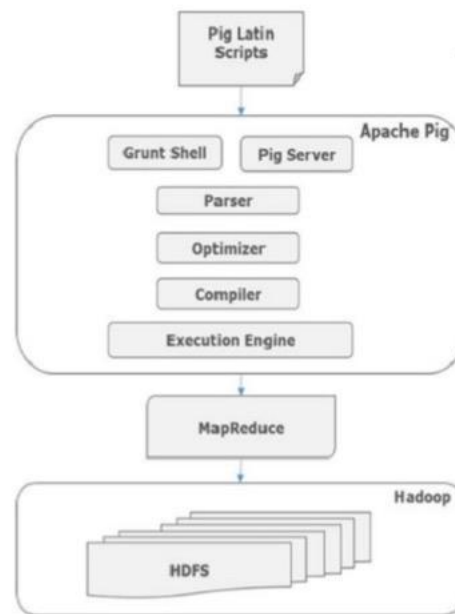 Pig Latin
Scripts
Apache Pig
Grunt Shell
Pig Server
Parser
Optimizer
Compiler
Execution Engine
MapReduce
Hadoop
HDFS